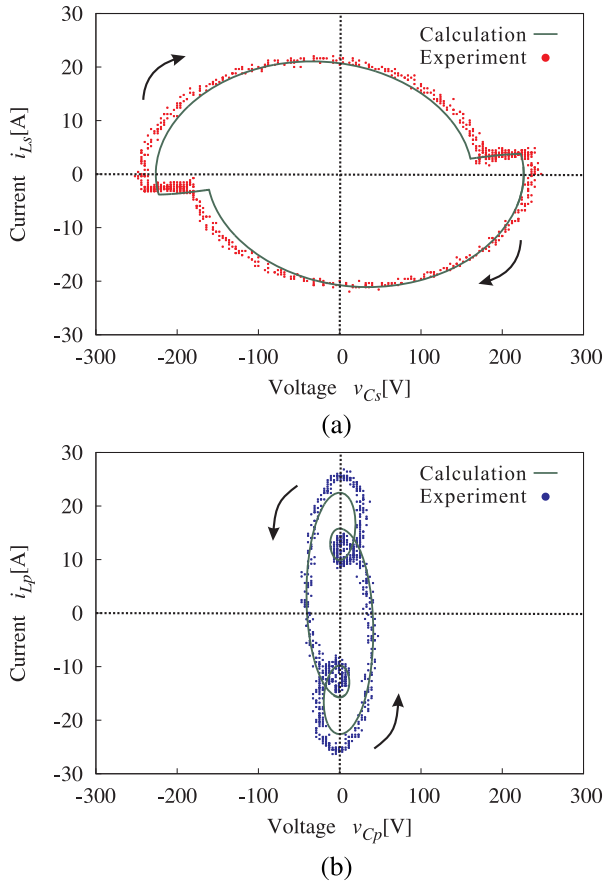 30
20
10
0
-10
-20
-30
Current i_Ls[A]
Calculation
Experiment
-300 -200 -100 0 100 200 300
Voltage v_Cs[V]
(a)
30
20
10
0
-10
-20
-30
Current i_Lp[A]
Calculation
Experiment
-300 -200 -100 0 100 200 300
Voltage v_Cp[V]
(b)